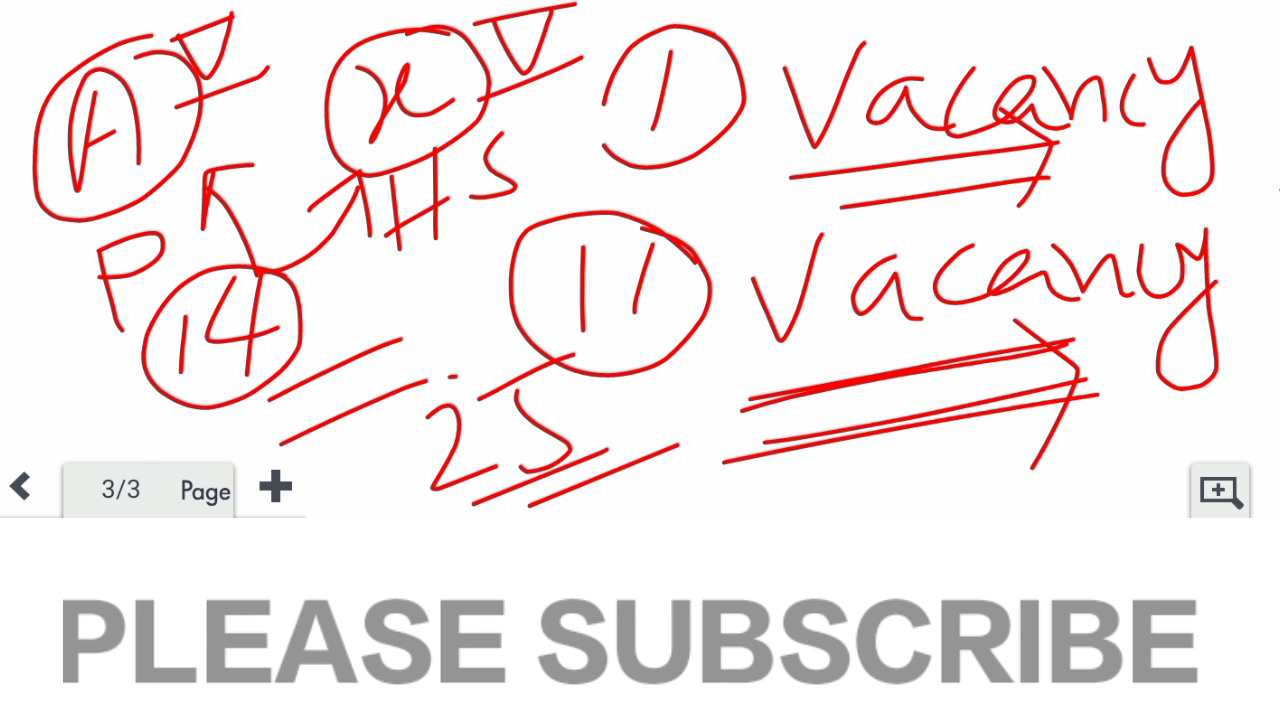 A x 1 Vacancy
P HS
14 11 Vacancy
25
3/3 Page
PLEASE SUBSCRIBE